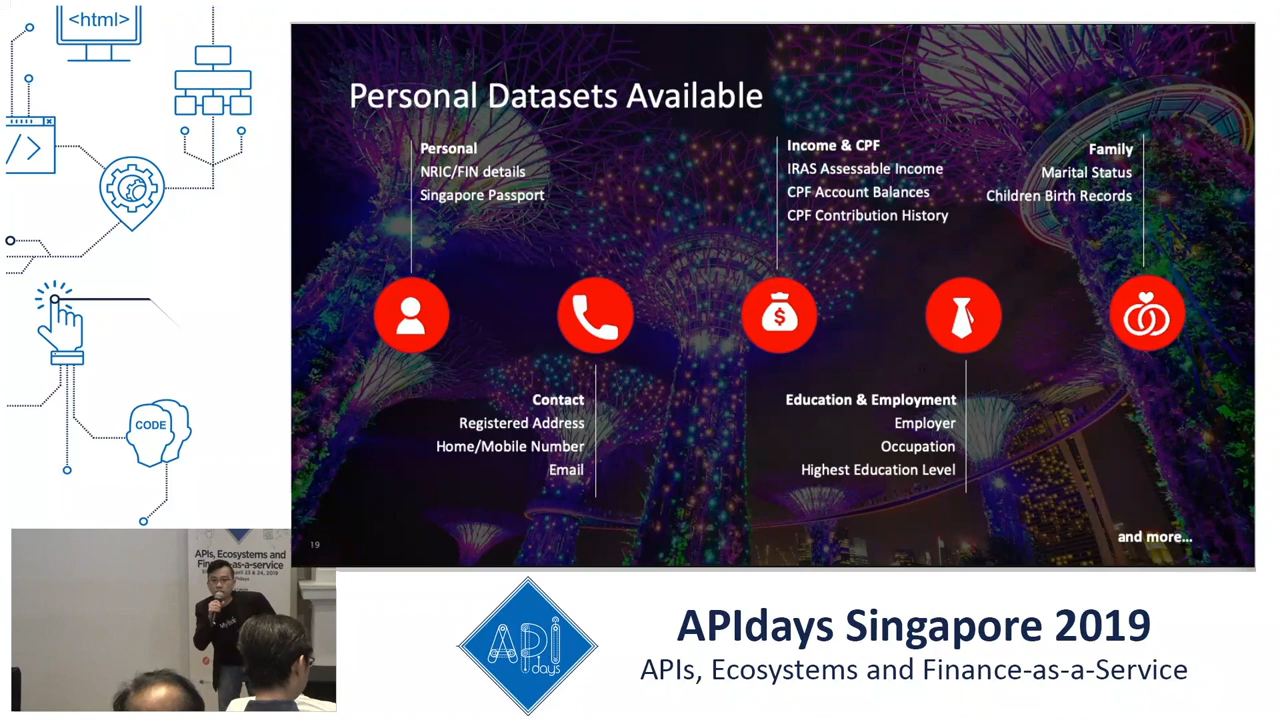 <html>
</>
CODE
Personal Datasets Available
Personal
NRIC/FIN details
Singapore Passport
Income & CPF
IRAS Assessable Income
CPF Account Balances
CPF Contribution History
Family
Marital Status
Children Birth Records
Contact
Registered Address
Home/Mobile Number
Email
Education & Employment
Employer
Occupation
Highest Education Level
and more...
19
APIs, Ecosystems and
API
days
APIdays Singapore 2019
APIs, Ecosystems and Finance-as-a-Service